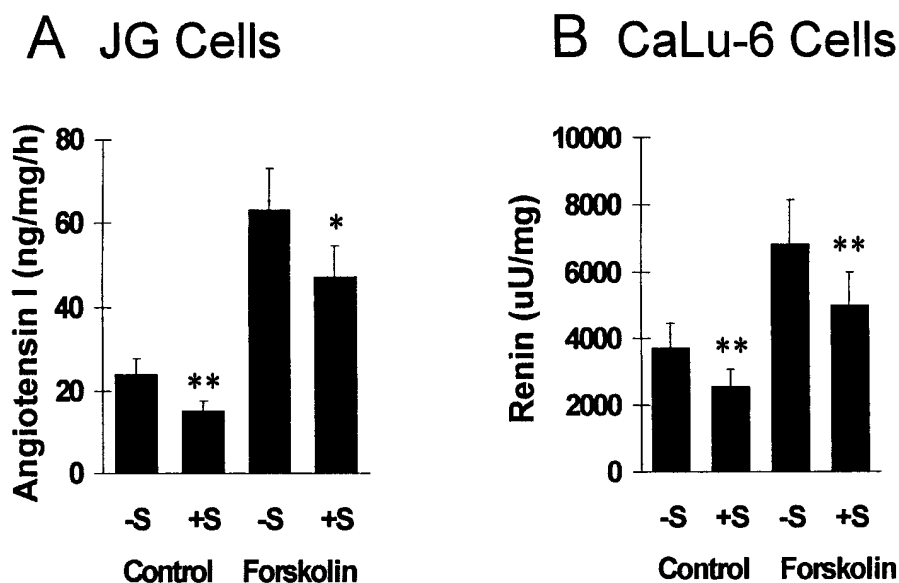 A JG Cells
Angiotensin I (ng/mg/h)
80
60
40
20
0
**
*
-S +S -S +S
Control Forskolin
B CaLu-6 Cells
Renin (uU/mg)
10000
8000
6000
4000
2000
0
**
**
-S +S -S +S
Control Forskolin